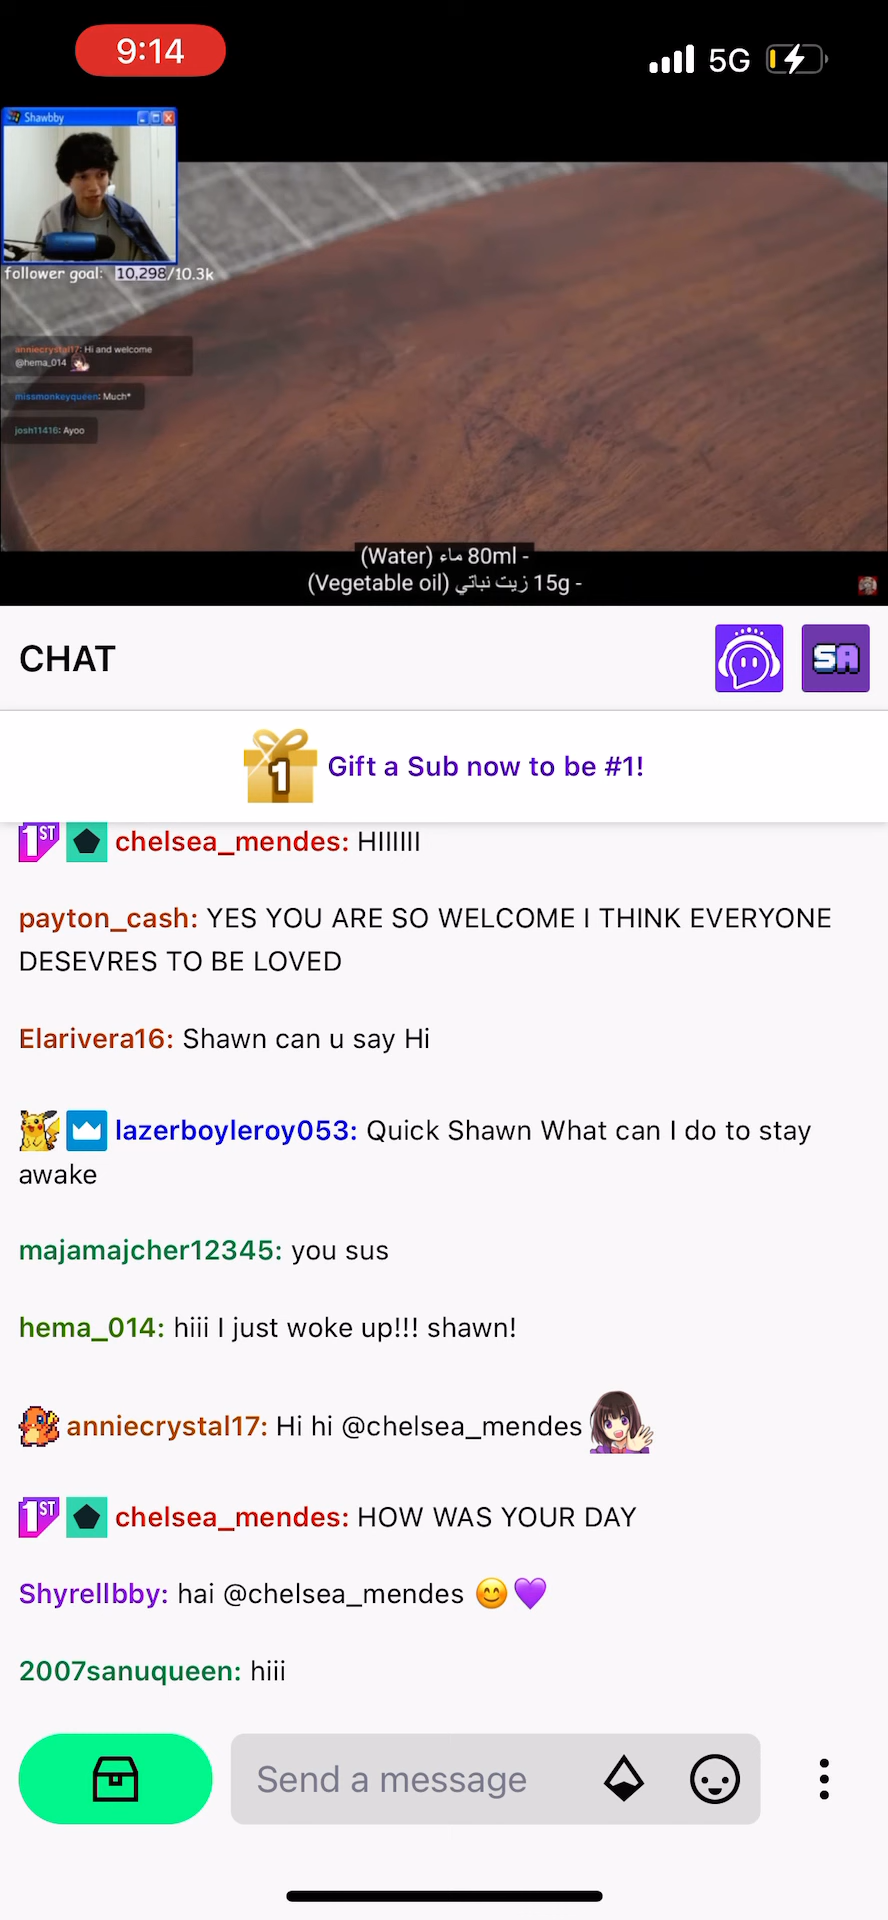 9:14
5G
Shawbby
follower goal: 10,298/10.3k
anniecrystal17: Hi and welcome
@hema_014
missmonkeyqueen: Much*
josh11416: Ayoo
(Water) ماء 80ml -
(Vegetable oil) زيت نباتي 15g -
CHAT
SA
1
Gift a Sub now to be #1!
1ST chelsea_mendes: HIIIIII
payton_cash: YES YOU ARE SO WELCOME I THINK EVERYONE
DESEVRES TO BE LOVED
Elarivera16: Shawn can u say Hi
lazerboyleroy053: Quick Shawn What can I do to stay
awake
majamajcher12345: you sus
hema_014: hiii I just woke up!!! shawn!
anniecrystal17: Hi hi @chelsea_mendes
1ST chelsea_mendes: HOW WAS YOUR DAY
Shyrellbby: hai @chelsea_mendes 😊💜
2007sanuqueen: hiii
Send a message